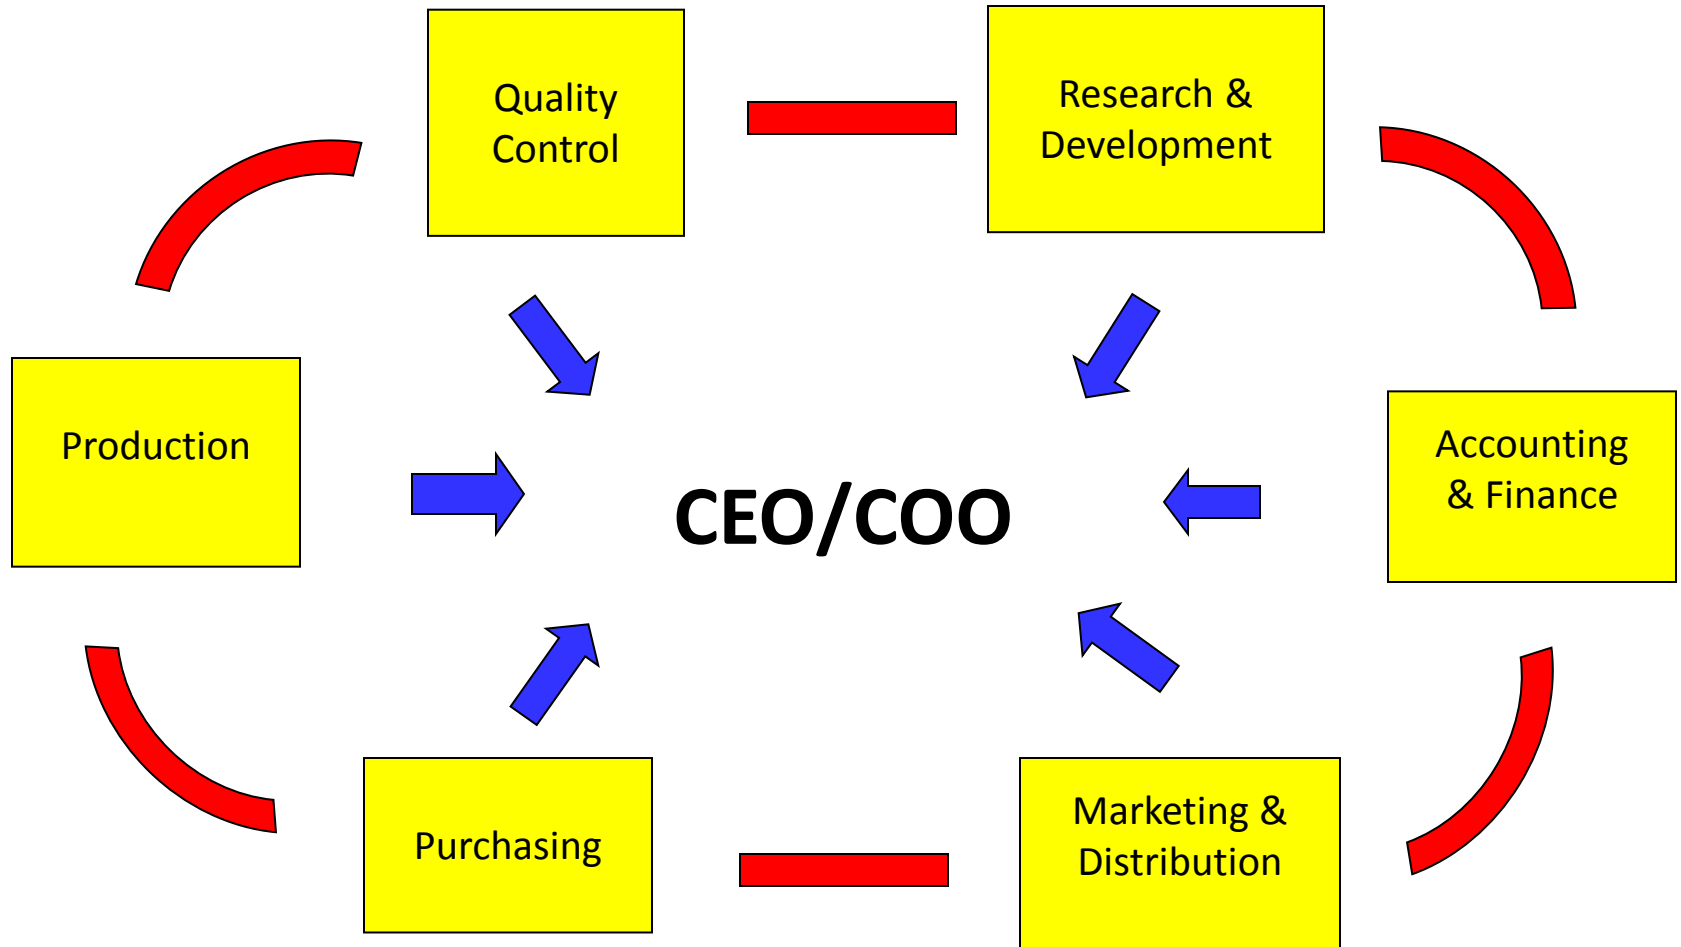 Quality
Control
Research &
Development
Production
Accounting
& Finance
CEO/COO
Purchasing
Marketing &
Distribution